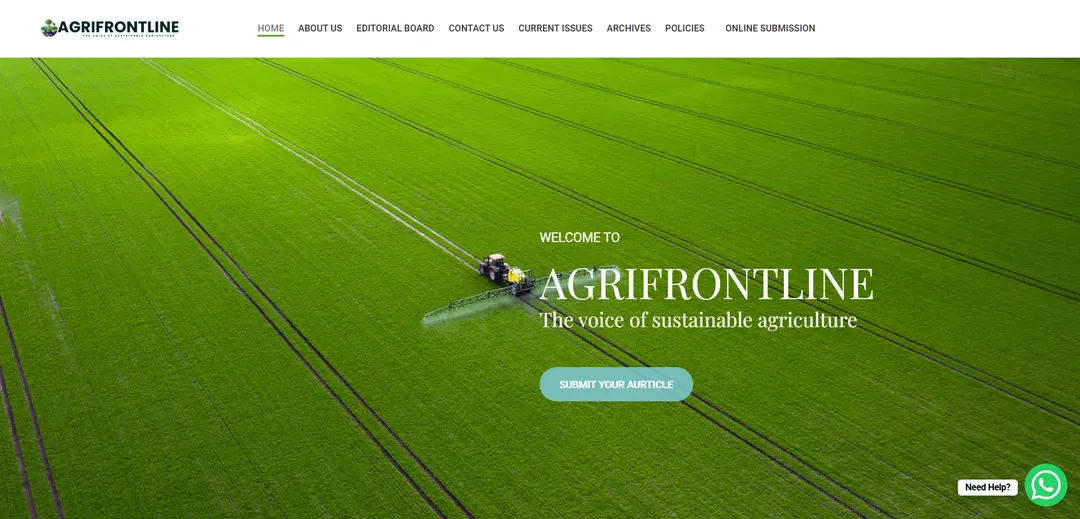 AGRIFRONTLINE
THE VOICE OF SUSTAINABLE AGRICULTURE
HOME ABOUT US EDITORIAL BOARD CONTACT US CURRENT ISSUES ARCHIVES POLICIES ONLINE SUBMISSION
WELCOME TO
AGRIFRONTLINE
The voice of sustainable agriculture
SUBMIT YOUR AURTICLE
Need Help?